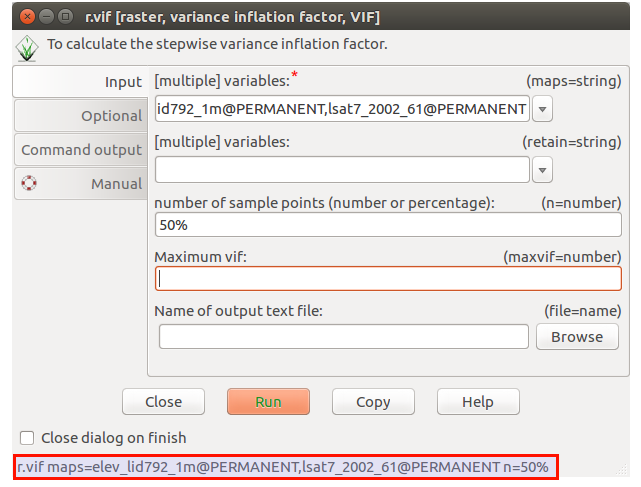 r.vif [raster, variance inflation factor, VIF]
To calculate the stepwise variance inflation factor.
Input
Optional
Command output
Manual
[multiple] variables:* (maps=string)
id792_1m@PERMANENT,lsat7_2002_61@PERMANENT
[multiple] variables: (retain=string)
number of sample points (number or percentage): (n=number)
50%
Maximum vif: (maxvif=number)
Name of output text file: (file=name)
Browse
Close Run Copy Help
Close dialog on finish
r.vif maps=elev_lid792_1m@PERMANENT,lsat7_2002_61@PERMANENT n=50%